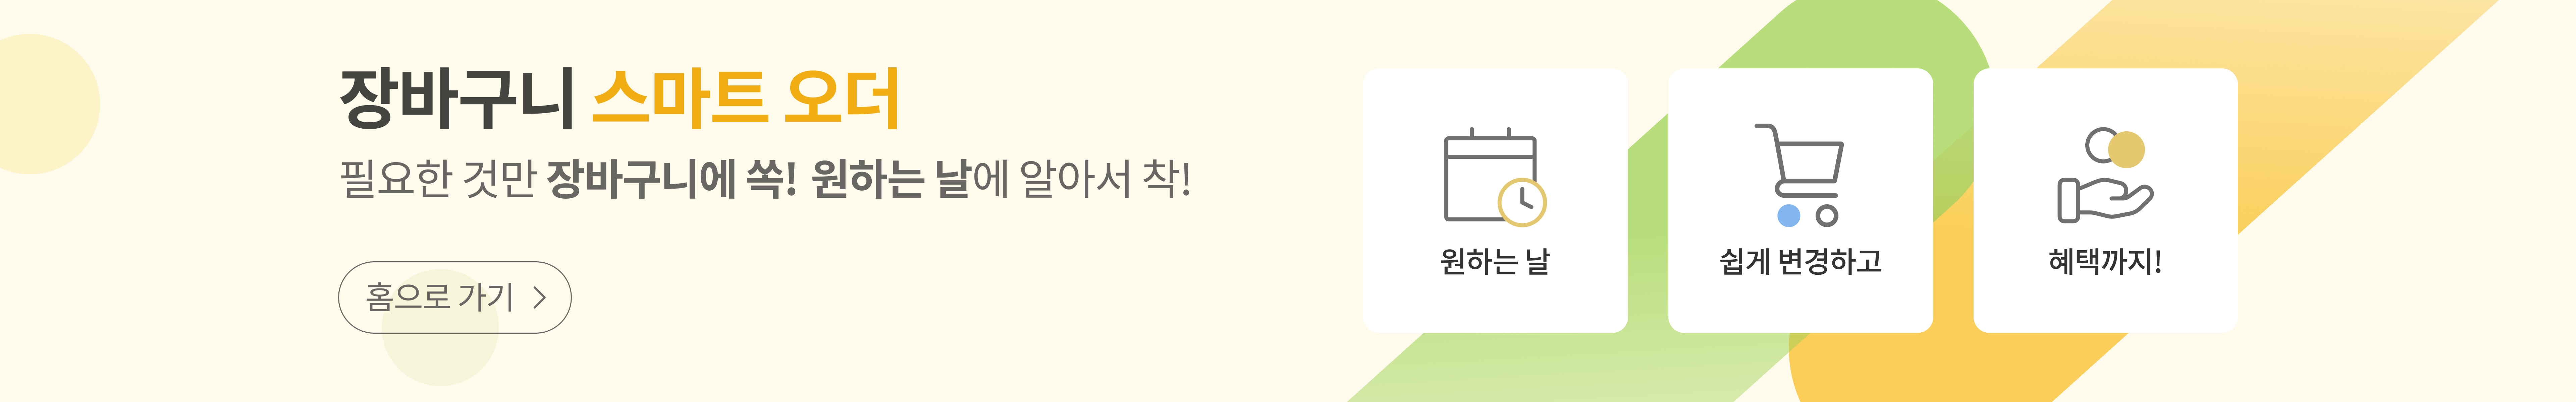 장바구니 스마트 오더
필요한 것만 장바구니에 쏙! 원하는 날에 알아서 착!
홈으로 가기
원하는 날
쉽게 변경하고
혜택까지!